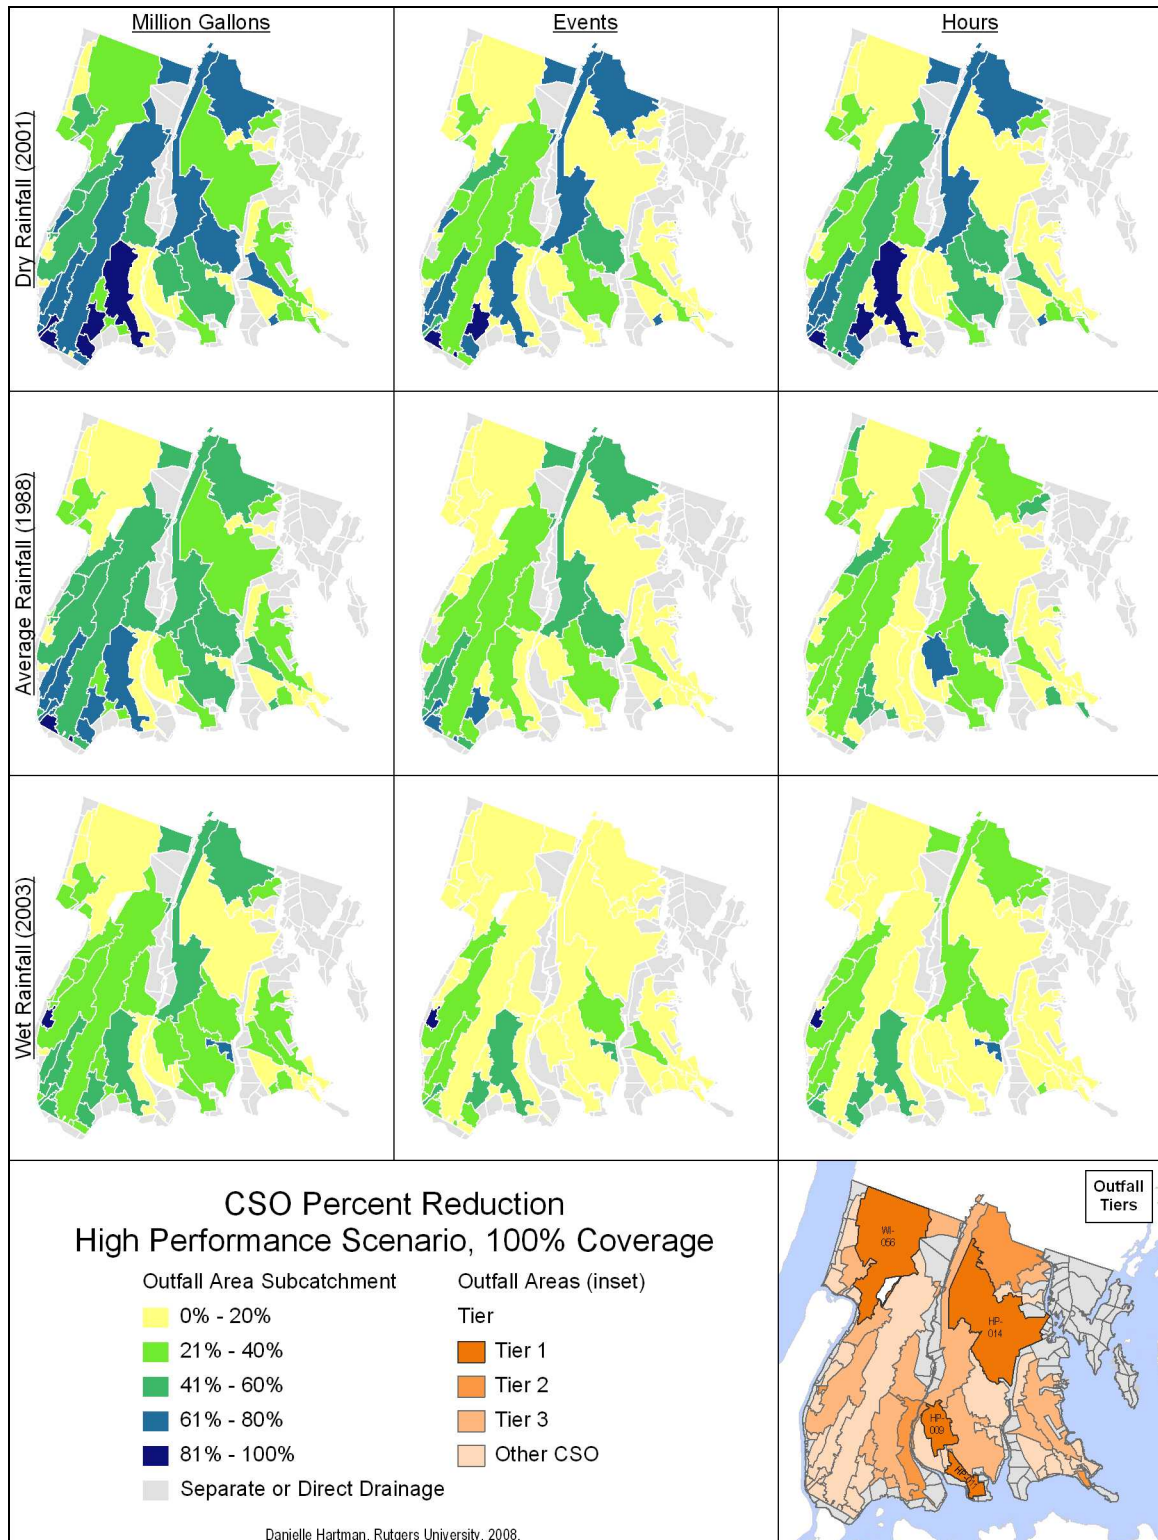 Million Gallons
Events
Hours
Dry Rainfall (2001)
Average Rainfall (1988)
Wet Rainfall (2003)
CSO Percent Reduction
High Performance Scenario, 100% Coverage
Outfall Area Subcatchment
0% - 20%
21% - 40%
41% - 60%
61% - 80%
81% - 100%
Separate or Direct Drainage
Outfall Areas (inset)
Tier
Tier 1
Tier 2
Tier 3
Other CSO
Danielle Hartman, Rutgers University, 2008.
Outfall
Tiers
WI-
056
HP-
014
HP-
009